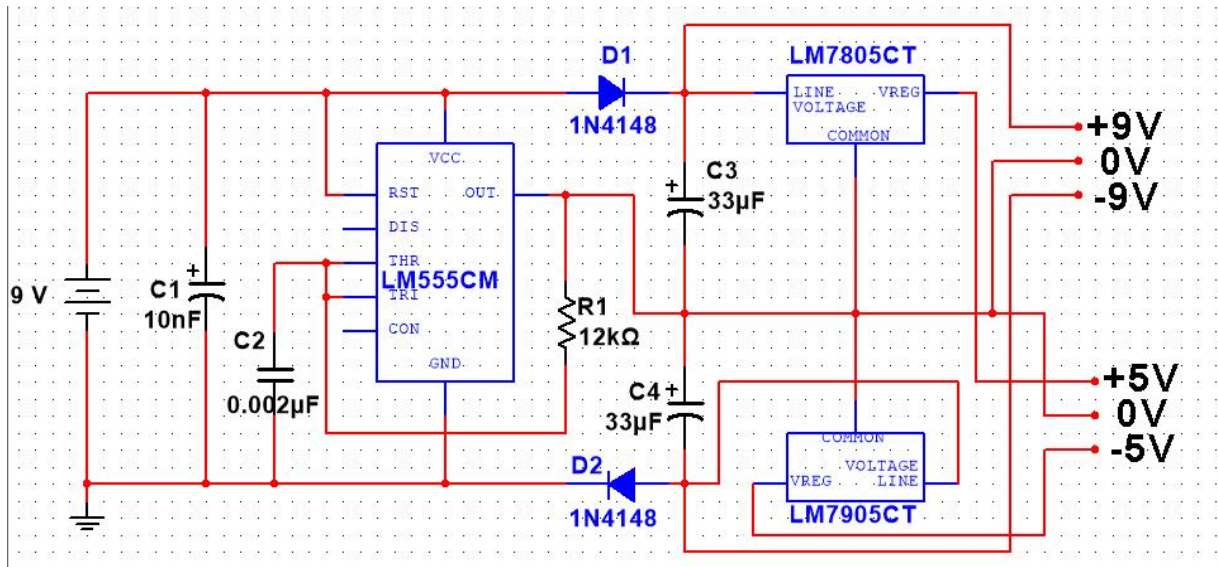 D1
1N4148
LM7805CT
LINE VREG
VOLTAGE
COMMON
+9V
0V
-9V
VCC
RST OUT
DIS
THR
LM555CM
TRI
CON
GND
C3
33µF
9 V
C1
10nF
C2
0.002µF
R1
12kΩ
C4
33µF
D2
1N4148
COMMON
VOLTAGE
VREG LINE
LM7905CT
+5V
0V
-5V